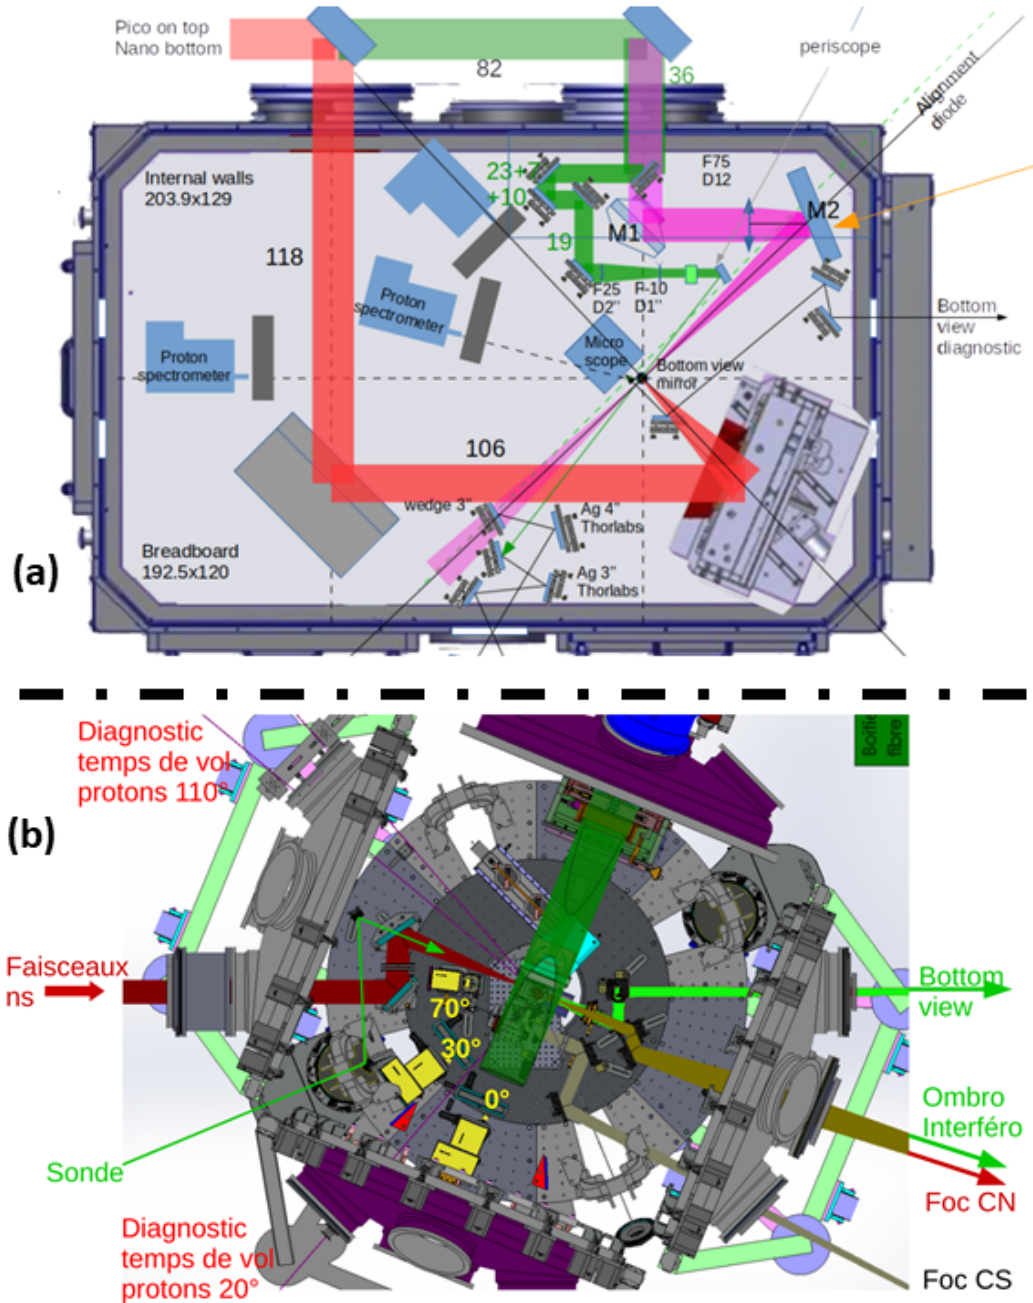 Pico on top
Nano bottom
82
36
periscope
Alignment
diode
Internal walls
203.9x129
23+7
+10
F75
D12
M1
M2
118
19
F25
D2"
F-10
D1"
Proton
spectrometer
Proton
spectrometer
Micro
scope
Bottom view
mirror
Bottom
view
diagnostic
106
wedge 3"
Ag 4"
Thorlabs
Ag 3"
Thorlabs
Breadboard
192.5x120
(a)
Diagnostic
temps de vol
protons 110°
Boitie
fibre
(b)
Faisceaux
ns
70°
30°
0°
Bottom
view
Ombro
Interféro
Foc CN
Sonde
Diagnostic
temps de vol
protons 20°
Foc CS